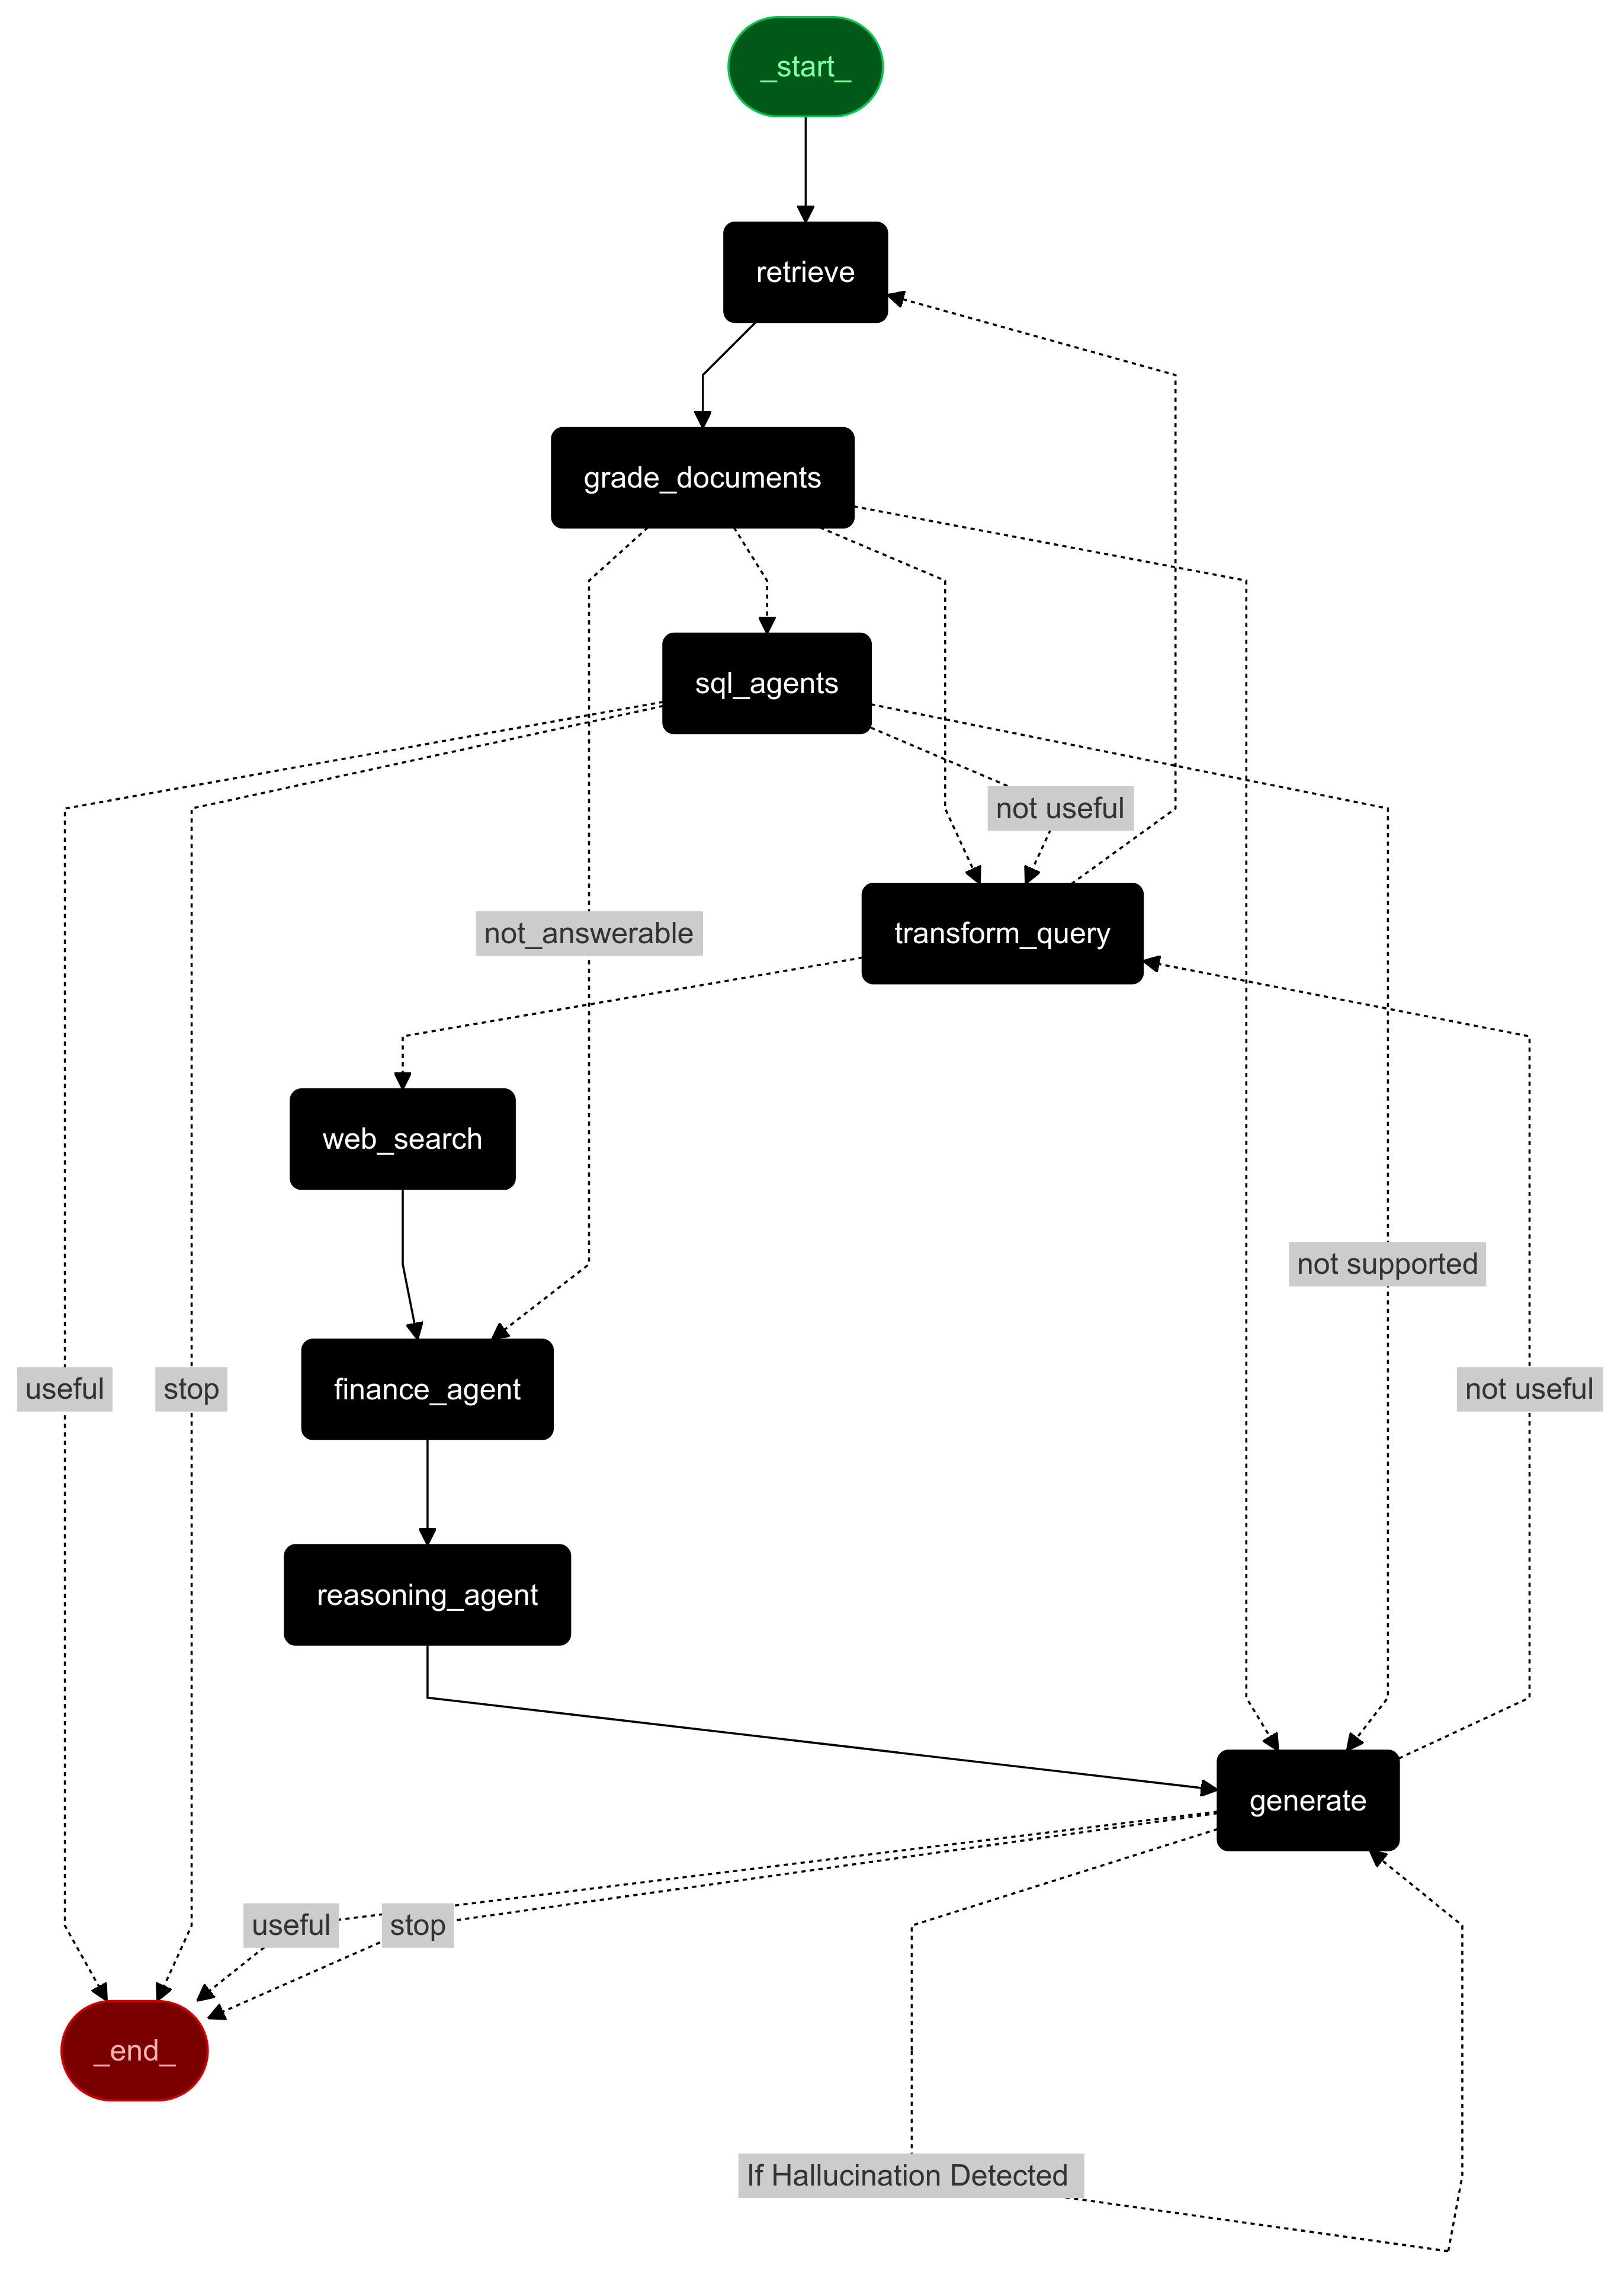 _start_
retrieve
grade_documents
sql_agents
not useful
not_answerable
transform_query
web_search
not supported
useful
stop
finance_agent
not useful
reasoning_agent
generate
useful
stop
_end_
If Hallucination Detected